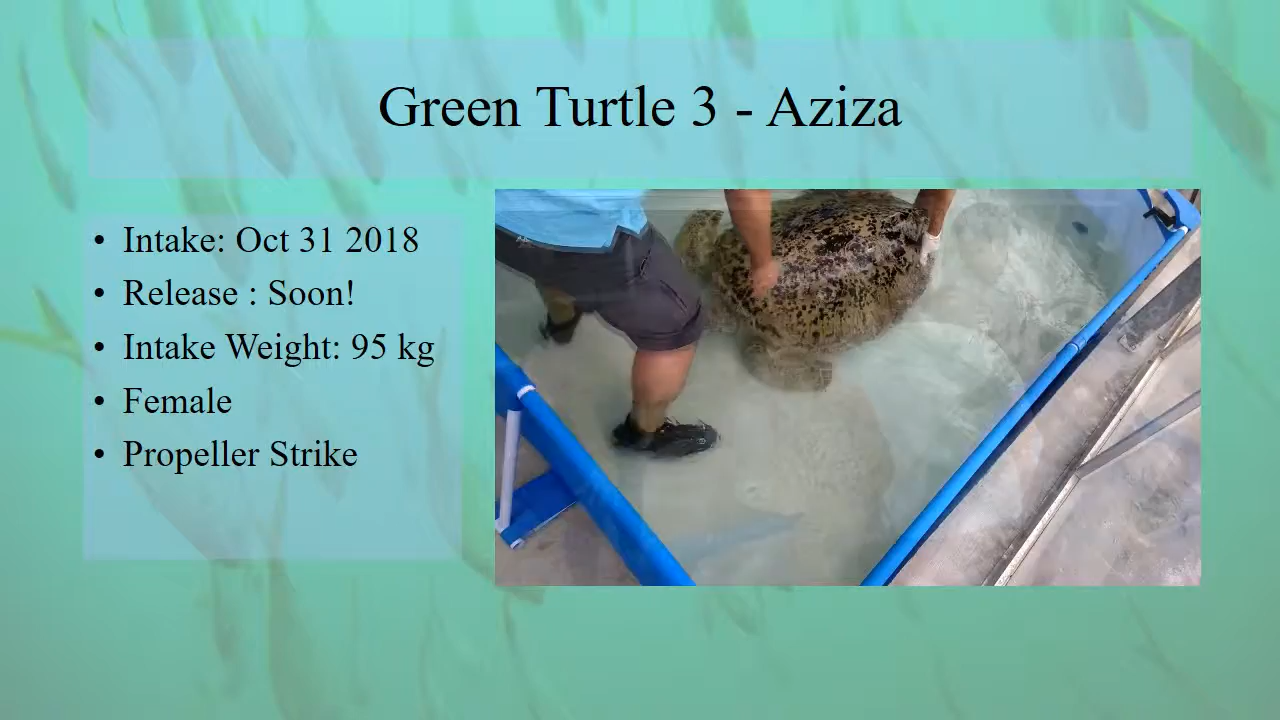 Green Turtle 3 - Aziza
• Intake: Oct 31 2018
• Release : Soon!
• Intake Weight: 95 kg
• Female
• Propeller Strike